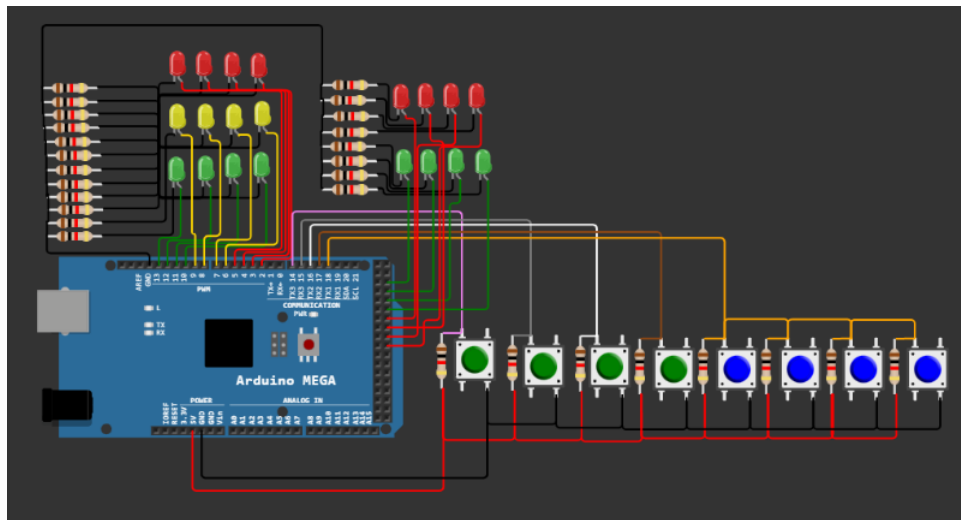 AREF
GND
13
12
11
10
9
8
7
6
5
4
3
2
TX→1
RX←0
TX3 14
RX3 15
TX2 16
RX2 17
TX1 18
RX1 19
SDA 20
SCL 21
PWM
COMMUNICATION
L
PWR
TX
RX
Arduino MEGA
POWER
ANALOG IN
IOREF
RESET
3.3V
5V
GND
GND
Vin
A0
A1
A2
A3
A4
A5
A6
A7
A8
A9
A10
A11
A12
A13
A14
A15